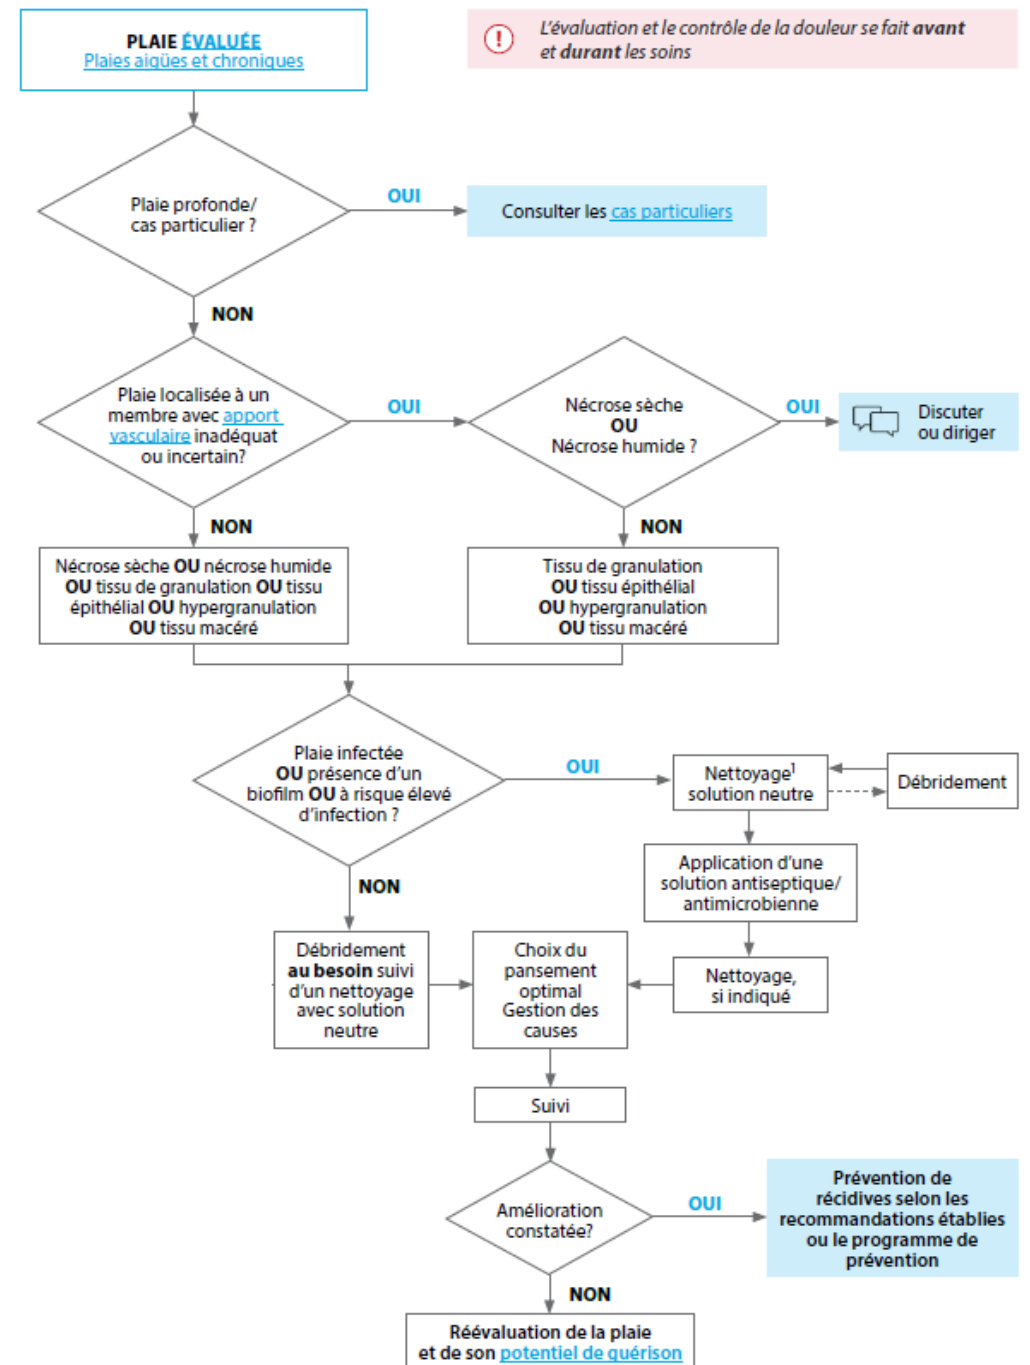 PLAIE ÉVALUÉE
Plaies aigües et chroniques
L'évaluation et le contrôle de la douleur se fait avant
et durant les soins
Plaie profonde/
cas particulier ?
OUI
Consulter les cas particuliers
NON
Plaie localisée à un
membre avec apport
vasculaire inadéquat
ou incertain?
OUI
Nécrose sèche
OU
Nécrose humide ?
OUI
Discuter
ou diriger
NON
NON
Nécrose sèche OU nécrose humide
OU tissu de granulation OU tissu
épithélial OU hypergranulation
OU tissu macéré
Tissu de granulation
OU tissu épithélial
OU hypergranulation
OU tissu macéré
Plaie infectée
OU présence d'un
biofilm OU à risque élevé
d'infection ?
OUI
Nettoyage1
solution neutre
Débridement
NON
Application d'une
solution antiseptique/
antimicrobienne
Débridement
au besoin suivi
d'un nettoyage
avec solution
neutre
Choix du
pansement
optimal
Gestion des
causes
Nettoyage,
si indiqué
Suivi
Amélioration
constatée?
OUI
Prévention de
récidives selon les
recommandations établies
ou le programme de
prévention
NON
Réévaluation de la plaie
et de son potentiel de guérison